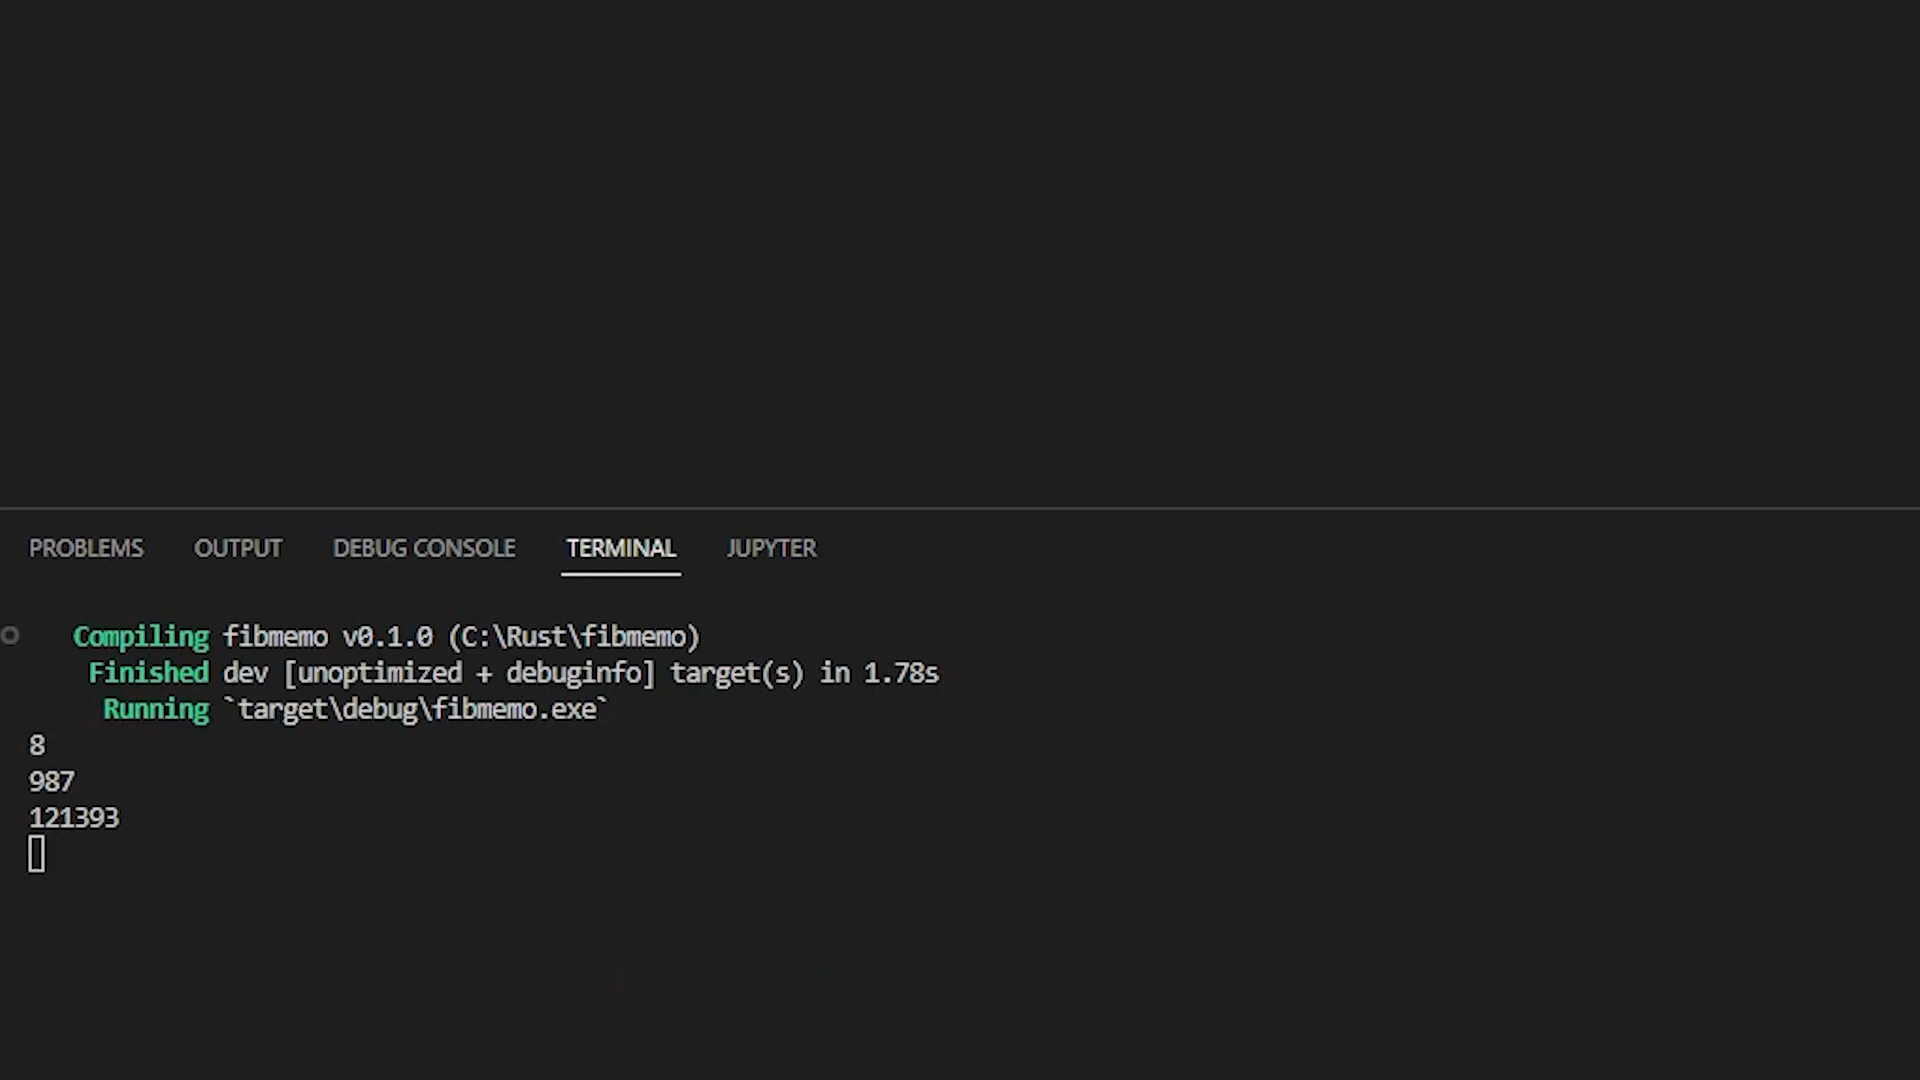 PROBLEMS OUTPUT DEBUG CONSOLE TERMINAL JUPYTER
Compiling fibmemo v0.1.0 (C:\Rust\fibmemo)
Finished dev [unoptimized + debuginfo] target(s) in 1.78s
Running `target\debug\fibmemo.exe`
8
987
121393